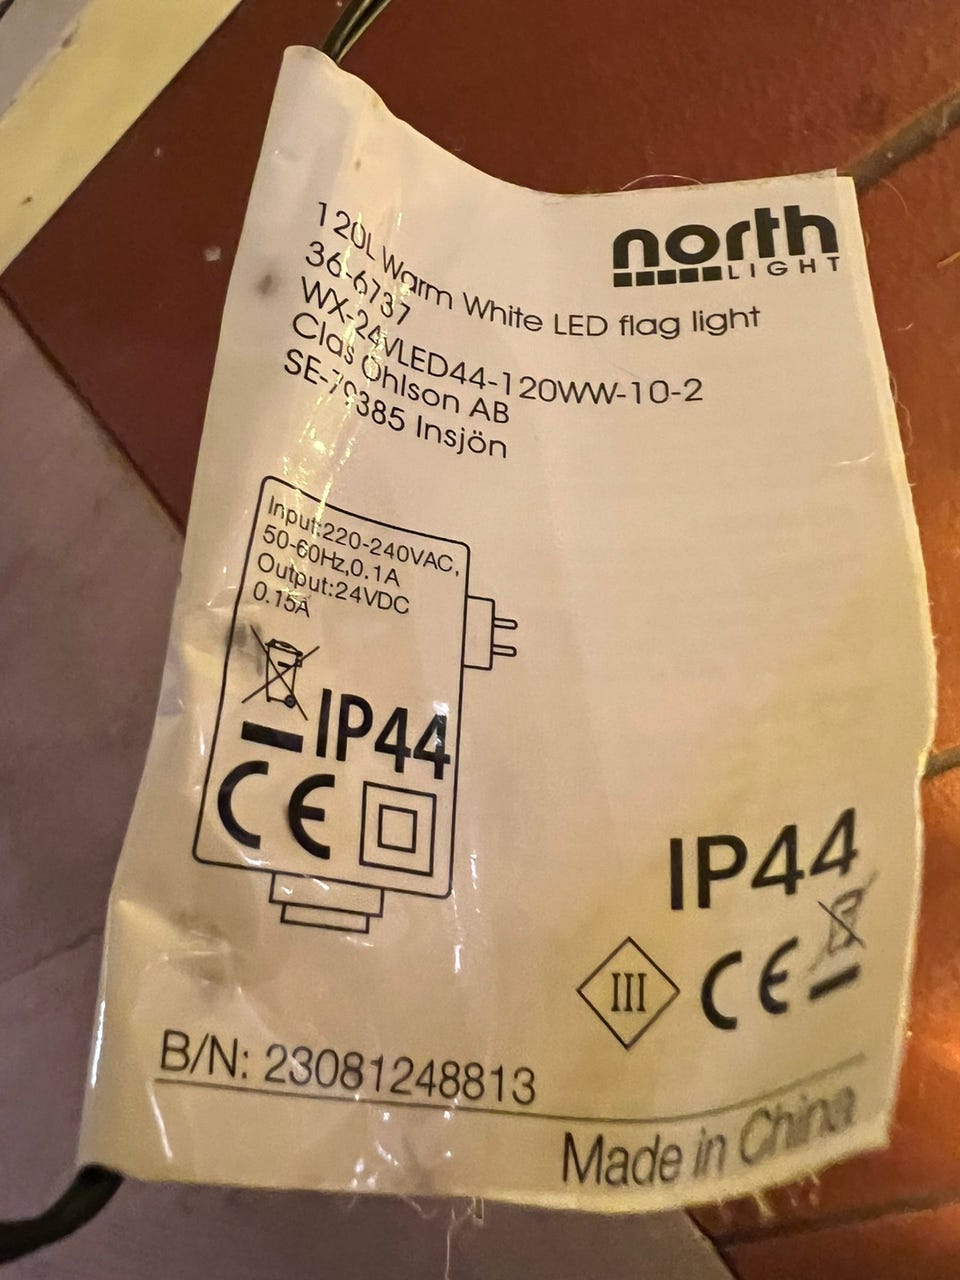 north
LIGHT
120L Warm White LED flag light
36-6737
WX-24VLED44-120WW-10-2
Clas Ohlson AB
SE-79385 Insjön
Input:220-240VAC,
50-60Hz,0.1A
Output:24VDC
0.15A
IP44
CE
IP44
III
CE
B/N: 23081248813
Made in China